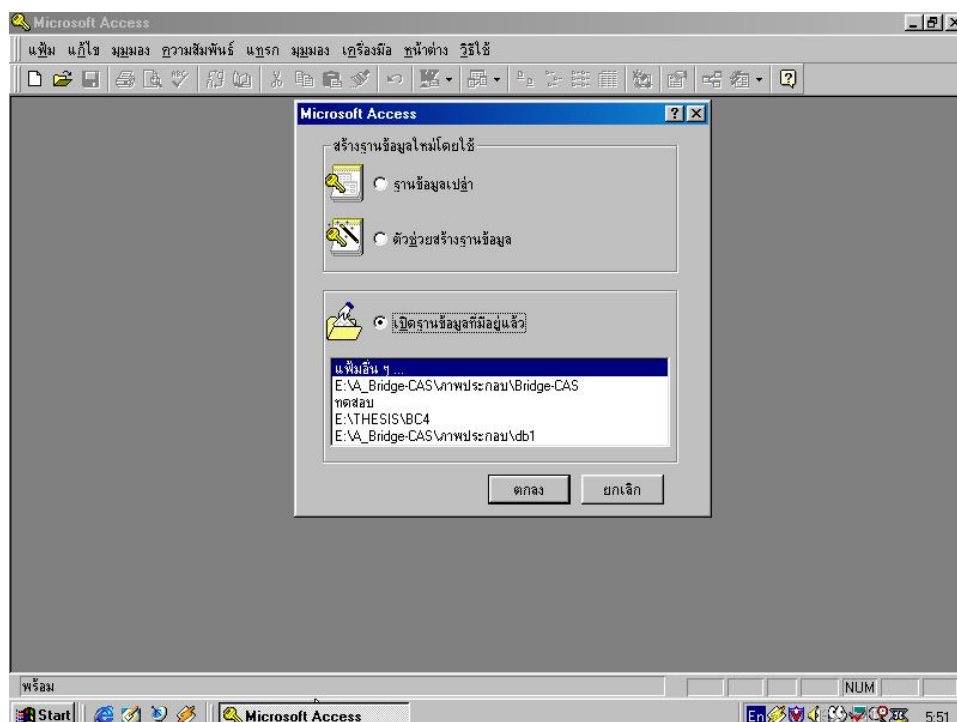 Microsoft Access
แฟ้ม แก้ไข มุมมอง ความสัมพันธ์ แทรก มุมมอง เครื่องมือ หน้าต่าง วิธีใช้
Microsoft Access
สร้างฐานข้อมูลใหม่โดยใช้
ฐานข้อมูลเปล่า
ตัวช่วยสร้างฐานข้อมูล
เปิดฐานข้อมูลที่มีอยู่แล้ว
แฟ้มอื่น ๆ ...
E:\A_Bridge-CAS\ภาพประกอบ\Bridge-CAS
ทดสอบ
E:\THESIS\BC4
E:\A_Bridge-CAS\ภาพประกอบ\db1
ตกลง
ยกเลิก
พร้อม
NUM
Start
Microsoft Access
En
5:51